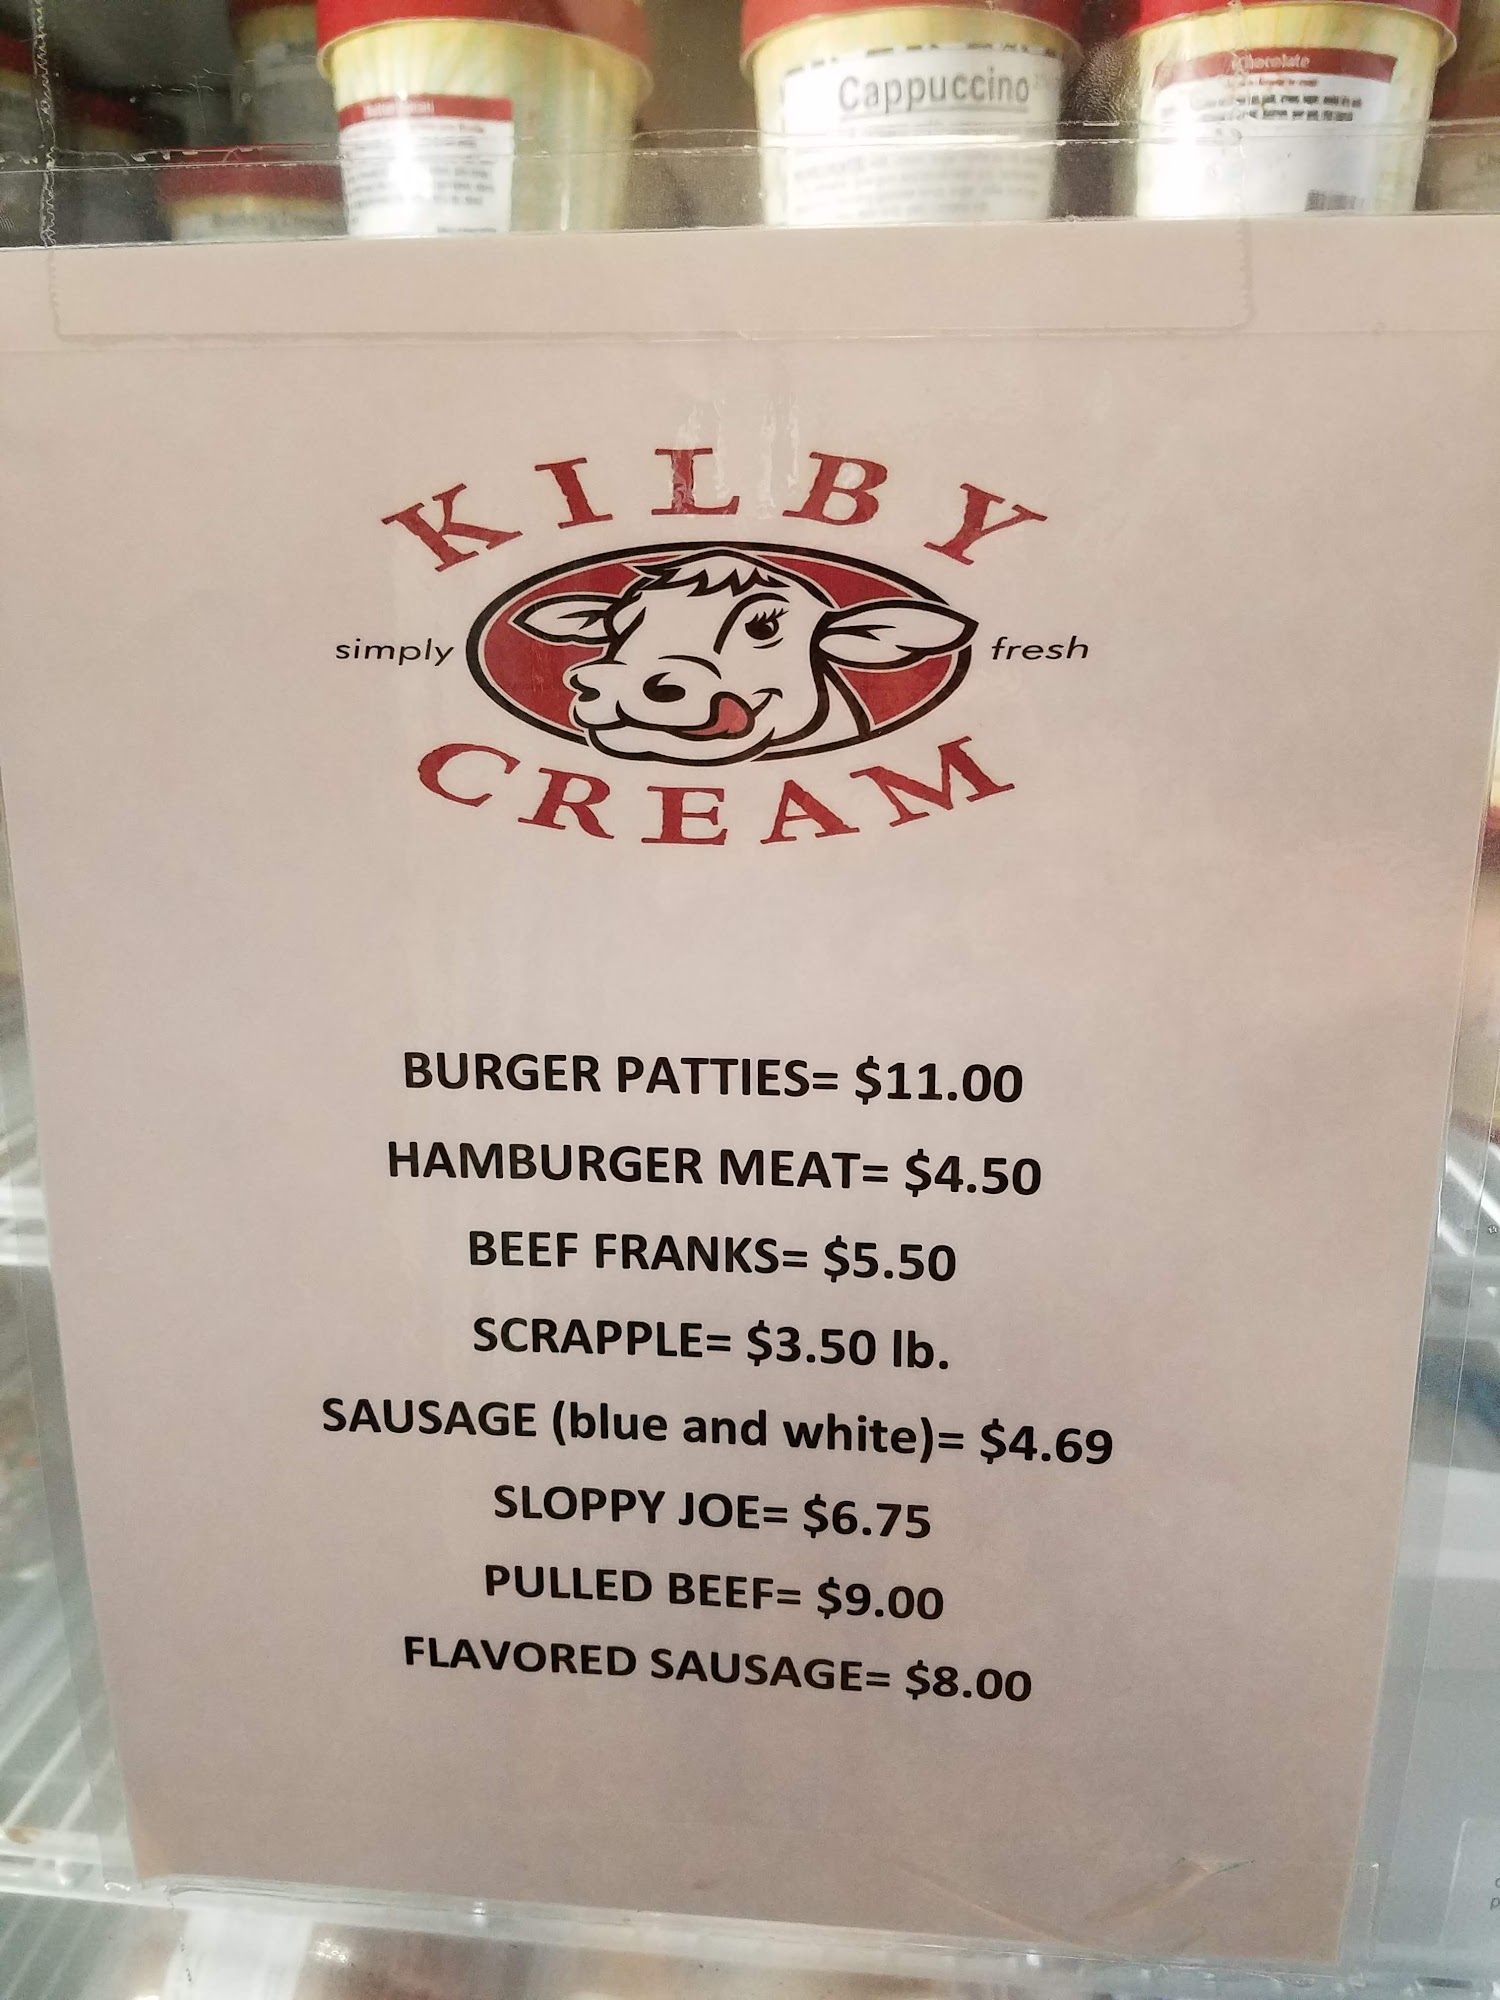 Cappuccino
Chocolate
KILBY
simply fresh
CREAM
BURGER PATTIES= $11.00
HAMBURGER MEAT= $4.50
BEEF FRANKS= $5.50
SCRAPPLE= $3.50 lb.
SAUSAGE (blue and white)= $4.69
SLOPPY JOE= $6.75
PULLED BEEF= $9.00
FLAVORED SAUSAGE= $8.00